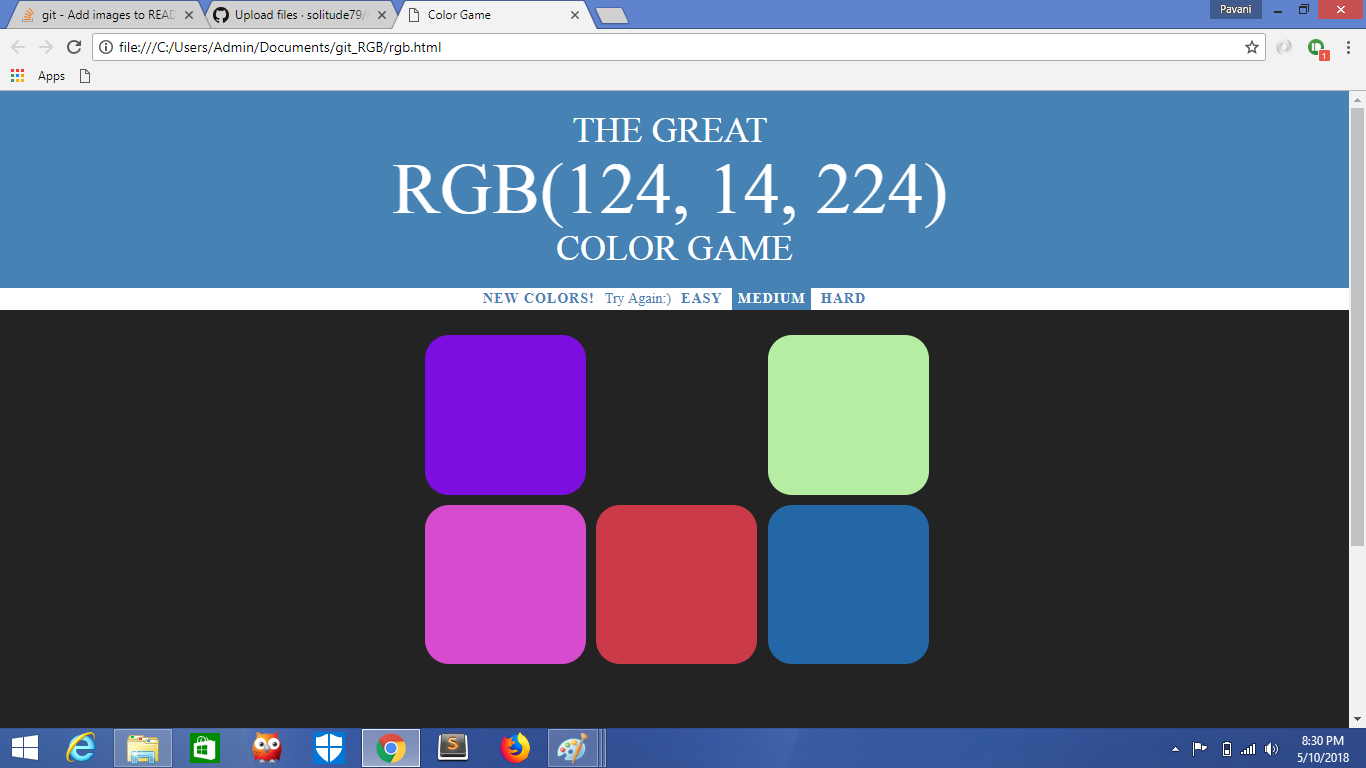 git - Add images to READ
Upload files · solitude79/
Color Game
Pavani
file:///C:/Users/Admin/Documents/git_RGB/rgb.html
1
Apps
THE GREAT
RGB(124, 14, 224)
COLOR GAME
NEW COLORS! Try Again:) EASY MEDIUM HARD
8:30 PM
5/10/2018